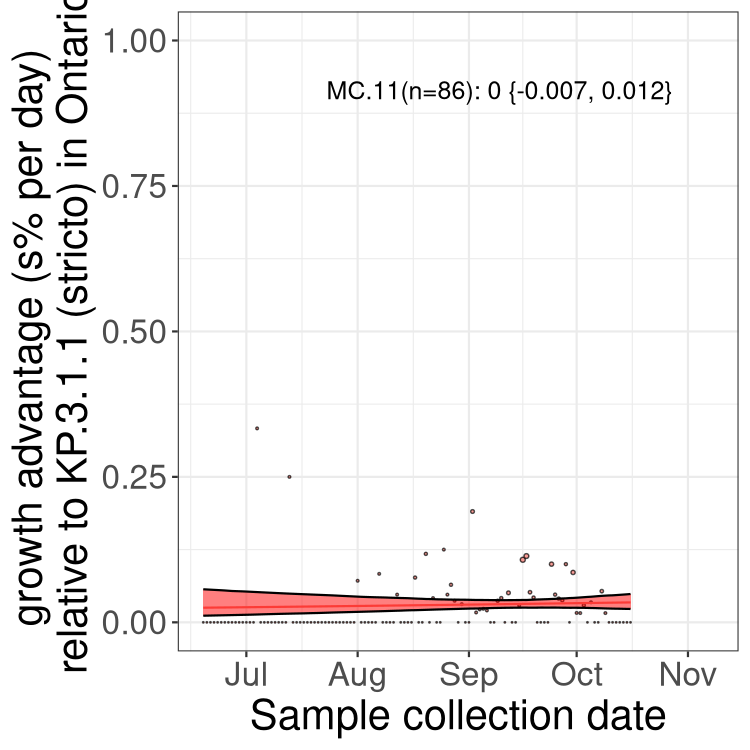 growth advantage (s% per day)
relative to KP.3.1.1 (stricto) in Ontario
1.00
0.75
0.50
0.25
0.00
MC.11(n=86): 0 {-0.007, 0.012}
Jul Aug Sep Oct Nov
Sample collection date